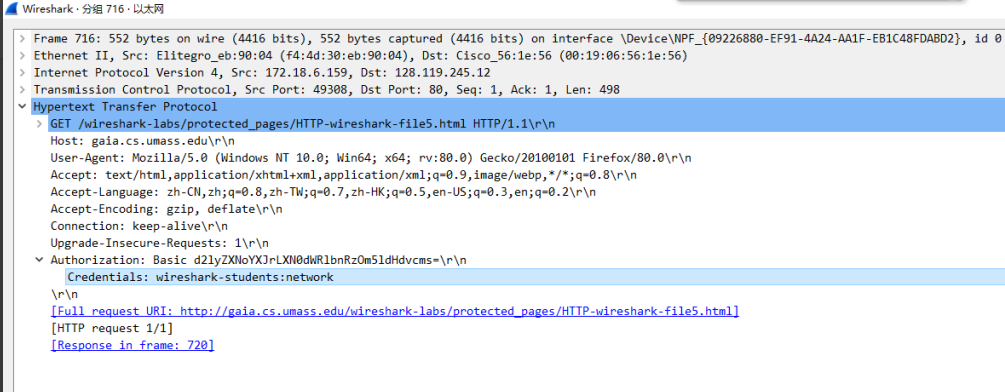 Wireshark · 分组 716 · 以太网
Frame 716: 552 bytes on wire (4416 bits), 552 bytes captured (4416 bits) on interface \Device\NPF_{09226880-EF91-4A24-AA1F-EB1C48FDABD2}, id 0
Ethernet II, Src: Elitegro_eb:90:04 (f4:4d:30:eb:90:04), Dst: Cisco_56:1e:56 (00:19:06:56:1e:56)
Internet Protocol Version 4, Src: 172.18.6.159, Dst: 128.119.245.12
Transmission Control Protocol, Src Port: 49308, Dst Port: 80, Seq: 1, Ack: 1, Len: 498
Hypertext Transfer Protocol
GET /wireshark-labs/protected_pages/HTTP-wireshark-file5.html HTTP/1.1\r\n
Host: gaia.cs.umass.edu\r\n
User-Agent: Mozilla/5.0 (Windows NT 10.0; Win64; x64; rv:80.0) Gecko/20100101 Firefox/80.0\r\n
Accept: text/html,application/xhtml+xml,application/xml;q=0.9,image/webp,*/*;q=0.8\r\n
Accept-Language: zh-CN,zh;q=0.8,zh-TW;q=0.7,zh-HK;q=0.5,en-US;q=0.3,en;q=0.2\r\n
Accept-Encoding: gzip, deflate\r\n
Connection: keep-alive\r\n
Upgrade-Insecure-Requests: 1\r\n
Authorization: Basic d2lyZXNoYXJrLXN0dWRlbnRzOm5ldHdvcms=\r\n
Credentials: wireshark-students:network
\r\n
[Full request URI: http://gaia.cs.umass.edu/wireshark-labs/protected_pages/HTTP-wireshark-file5.html]
[HTTP request 1/1]
[Response in frame: 720]